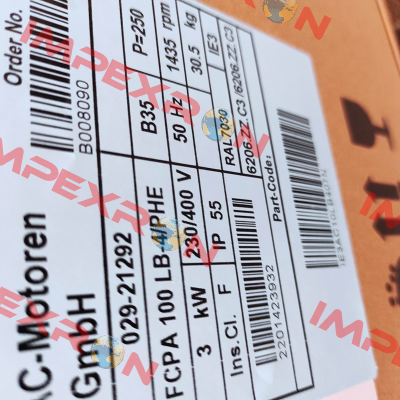 Order No.
B008090
AC-Motoren
GmbH
029-21292
B35
P=250
FCPA 100 LB-4/PHE
50 Hz
1435 rpm
3 kW
230/400 V
30.5 kg
IP 55
IE3
Ins.Cl. F
RAL7030
6206.ZZ.C3 /6206.ZZ.C3
2201423932
Part-Code:
IMPEXRON
IMPEXRON
IMPEXRON
IMPEXRON